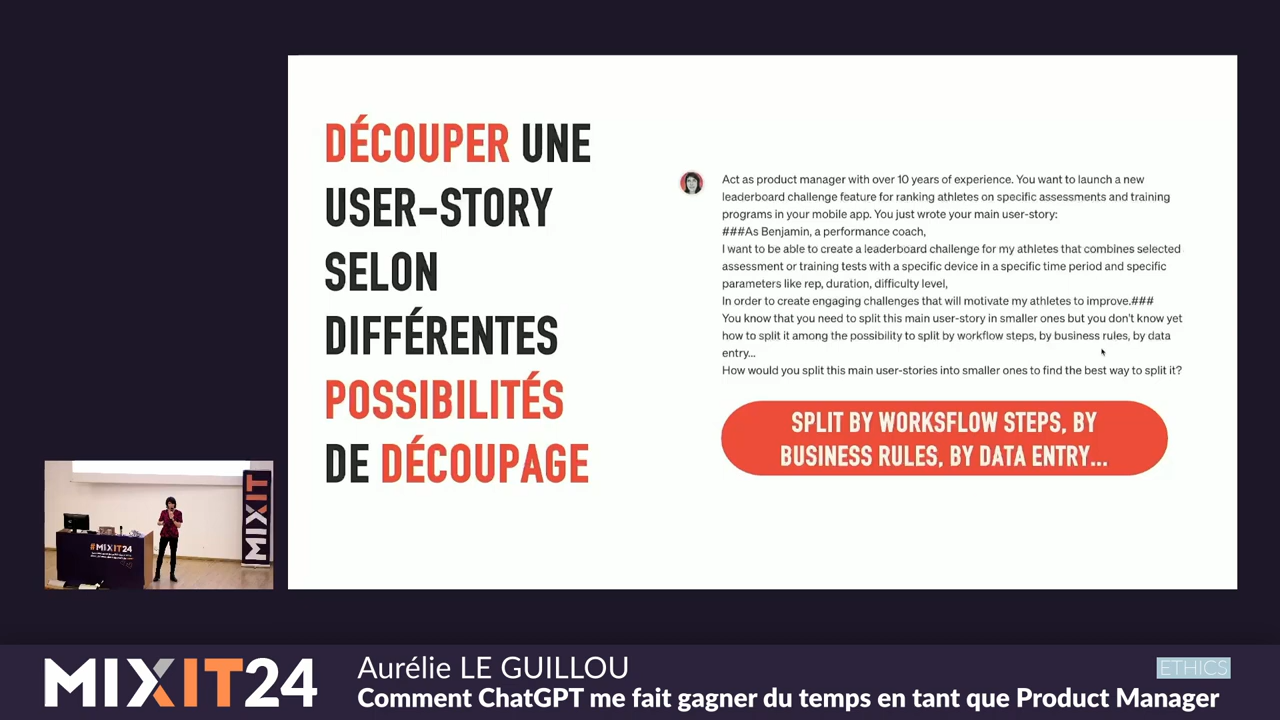 DÉCOUPER UNE
USER-STORY
SELON
DIFFÉRENTES
POSSIBILITÉS
DE DÉCOUPAGE
Act as product manager with over 10 years of experience. You want to launch a new
leaderboard challenge feature for ranking athletes on specific assessments and training
programs in your mobile app. You just wrote your main user-story:
###As Benjamin, a performance coach,
I want to be able to create a leaderboard challenge for my athletes that combines selected
assessment or training tests with a specific device in a specific time period and specific
parameters like rep, duration, difficulty level,
In order to create engaging challenges that will motivate my athletes to improve.###
You know that you need to split this main user-story in smaller ones but you don't know yet
how to split it among the possibility to split by workflow steps, by business rules, by data
entry...
How would you split this main user-stories into smaller ones to find the best way to split it?
SPLIT BY WORKSFLOW STEPS, BY
BUSINESS RULES, BY DATA ENTRY...
#MIXIT24
MIXIT
MIXIT24
Aurélie LE GUILLOU
Comment ChatGPT me fait gagner du temps en tant que Product Manager
ETHICS